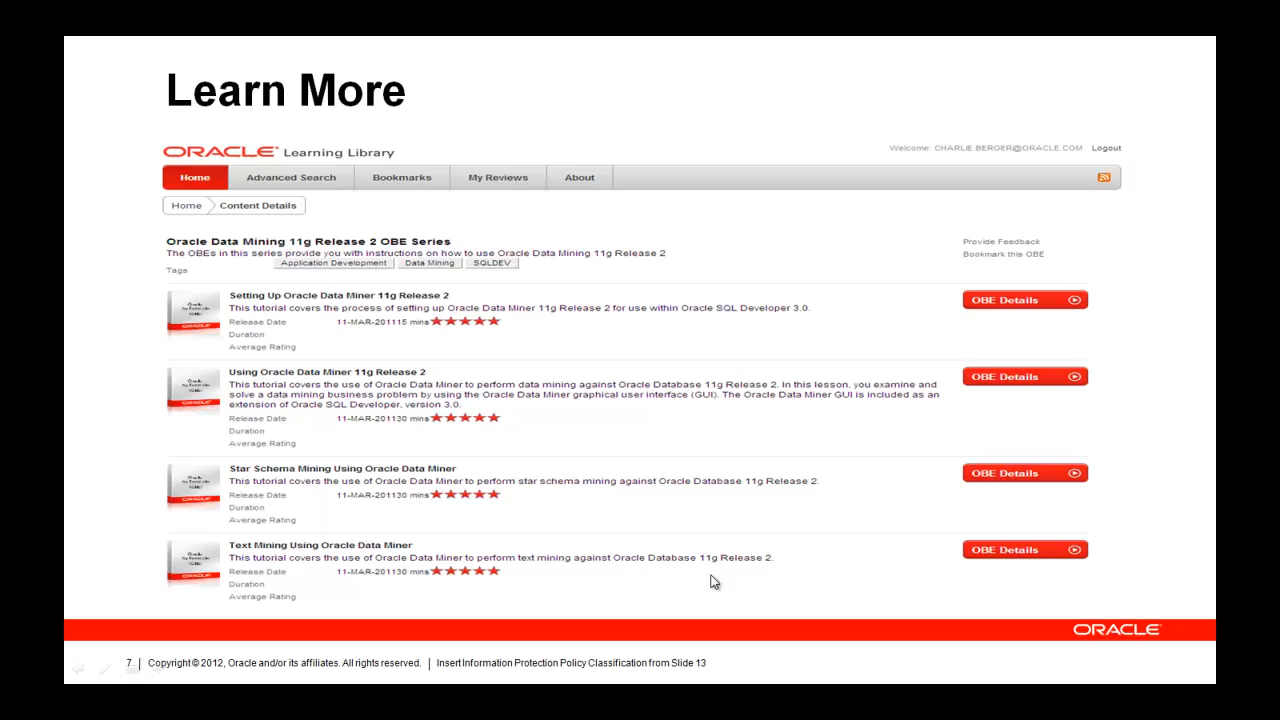 Learn More
ORACLE Learning Library
Welcome: CHARLIE.BERGER@ORACLE.COM Logout
Home Advanced Search Bookmarks My Reviews About
Home Content Details
Oracle Data Mining 11g Release 2 OBE Series
The OBEs in this series provide you with instructions on how to use Oracle Data Mining 11g Release 2
Provide Feedback
Bookmark this OBE
Tags Application Development Data Mining SQLDEV
Setting Up Oracle Data Miner 11g Release 2
This tutorial covers the process of setting up Oracle Data Miner 11g Release 2 for use within Oracle SQL Developer 3.0.
Release Date 11-MAR-201115 mins
Duration
Average Rating
OBE Details
Using Oracle Data Miner 11g Release 2
This tutorial covers the use of Oracle Data Miner to perform data mining against Oracle Database 11g Release 2. In this lesson, you examine and
solve a data mining business problem by using the Oracle Data Miner graphical user interface (GUI). The Oracle Data Miner GUI is included as an
extension of Oracle SQL Developer, version 3.0.
Release Date 11-MAR-201130 mins
Duration
Average Rating
OBE Details
Star Schema Mining Using Oracle Data Miner
This tutorial covers the use of Oracle Data Miner to perform star schema mining against Oracle Database 11g Release 2.
Release Date 11-MAR-201130 mins
Duration
Average Rating
OBE Details
Text Mining Using Oracle Data Miner
This tutorial covers the use of Oracle Data Miner to perform text mining against Oracle Database 11g Release 2.
Release Date 11-MAR-201130 mins
Duration
Average Rating
OBE Details
ORACLE
7 | Copyright © 2012, Oracle and/or its affiliates. All rights reserved. | Insert Information Protection Policy Classification from Slide 13